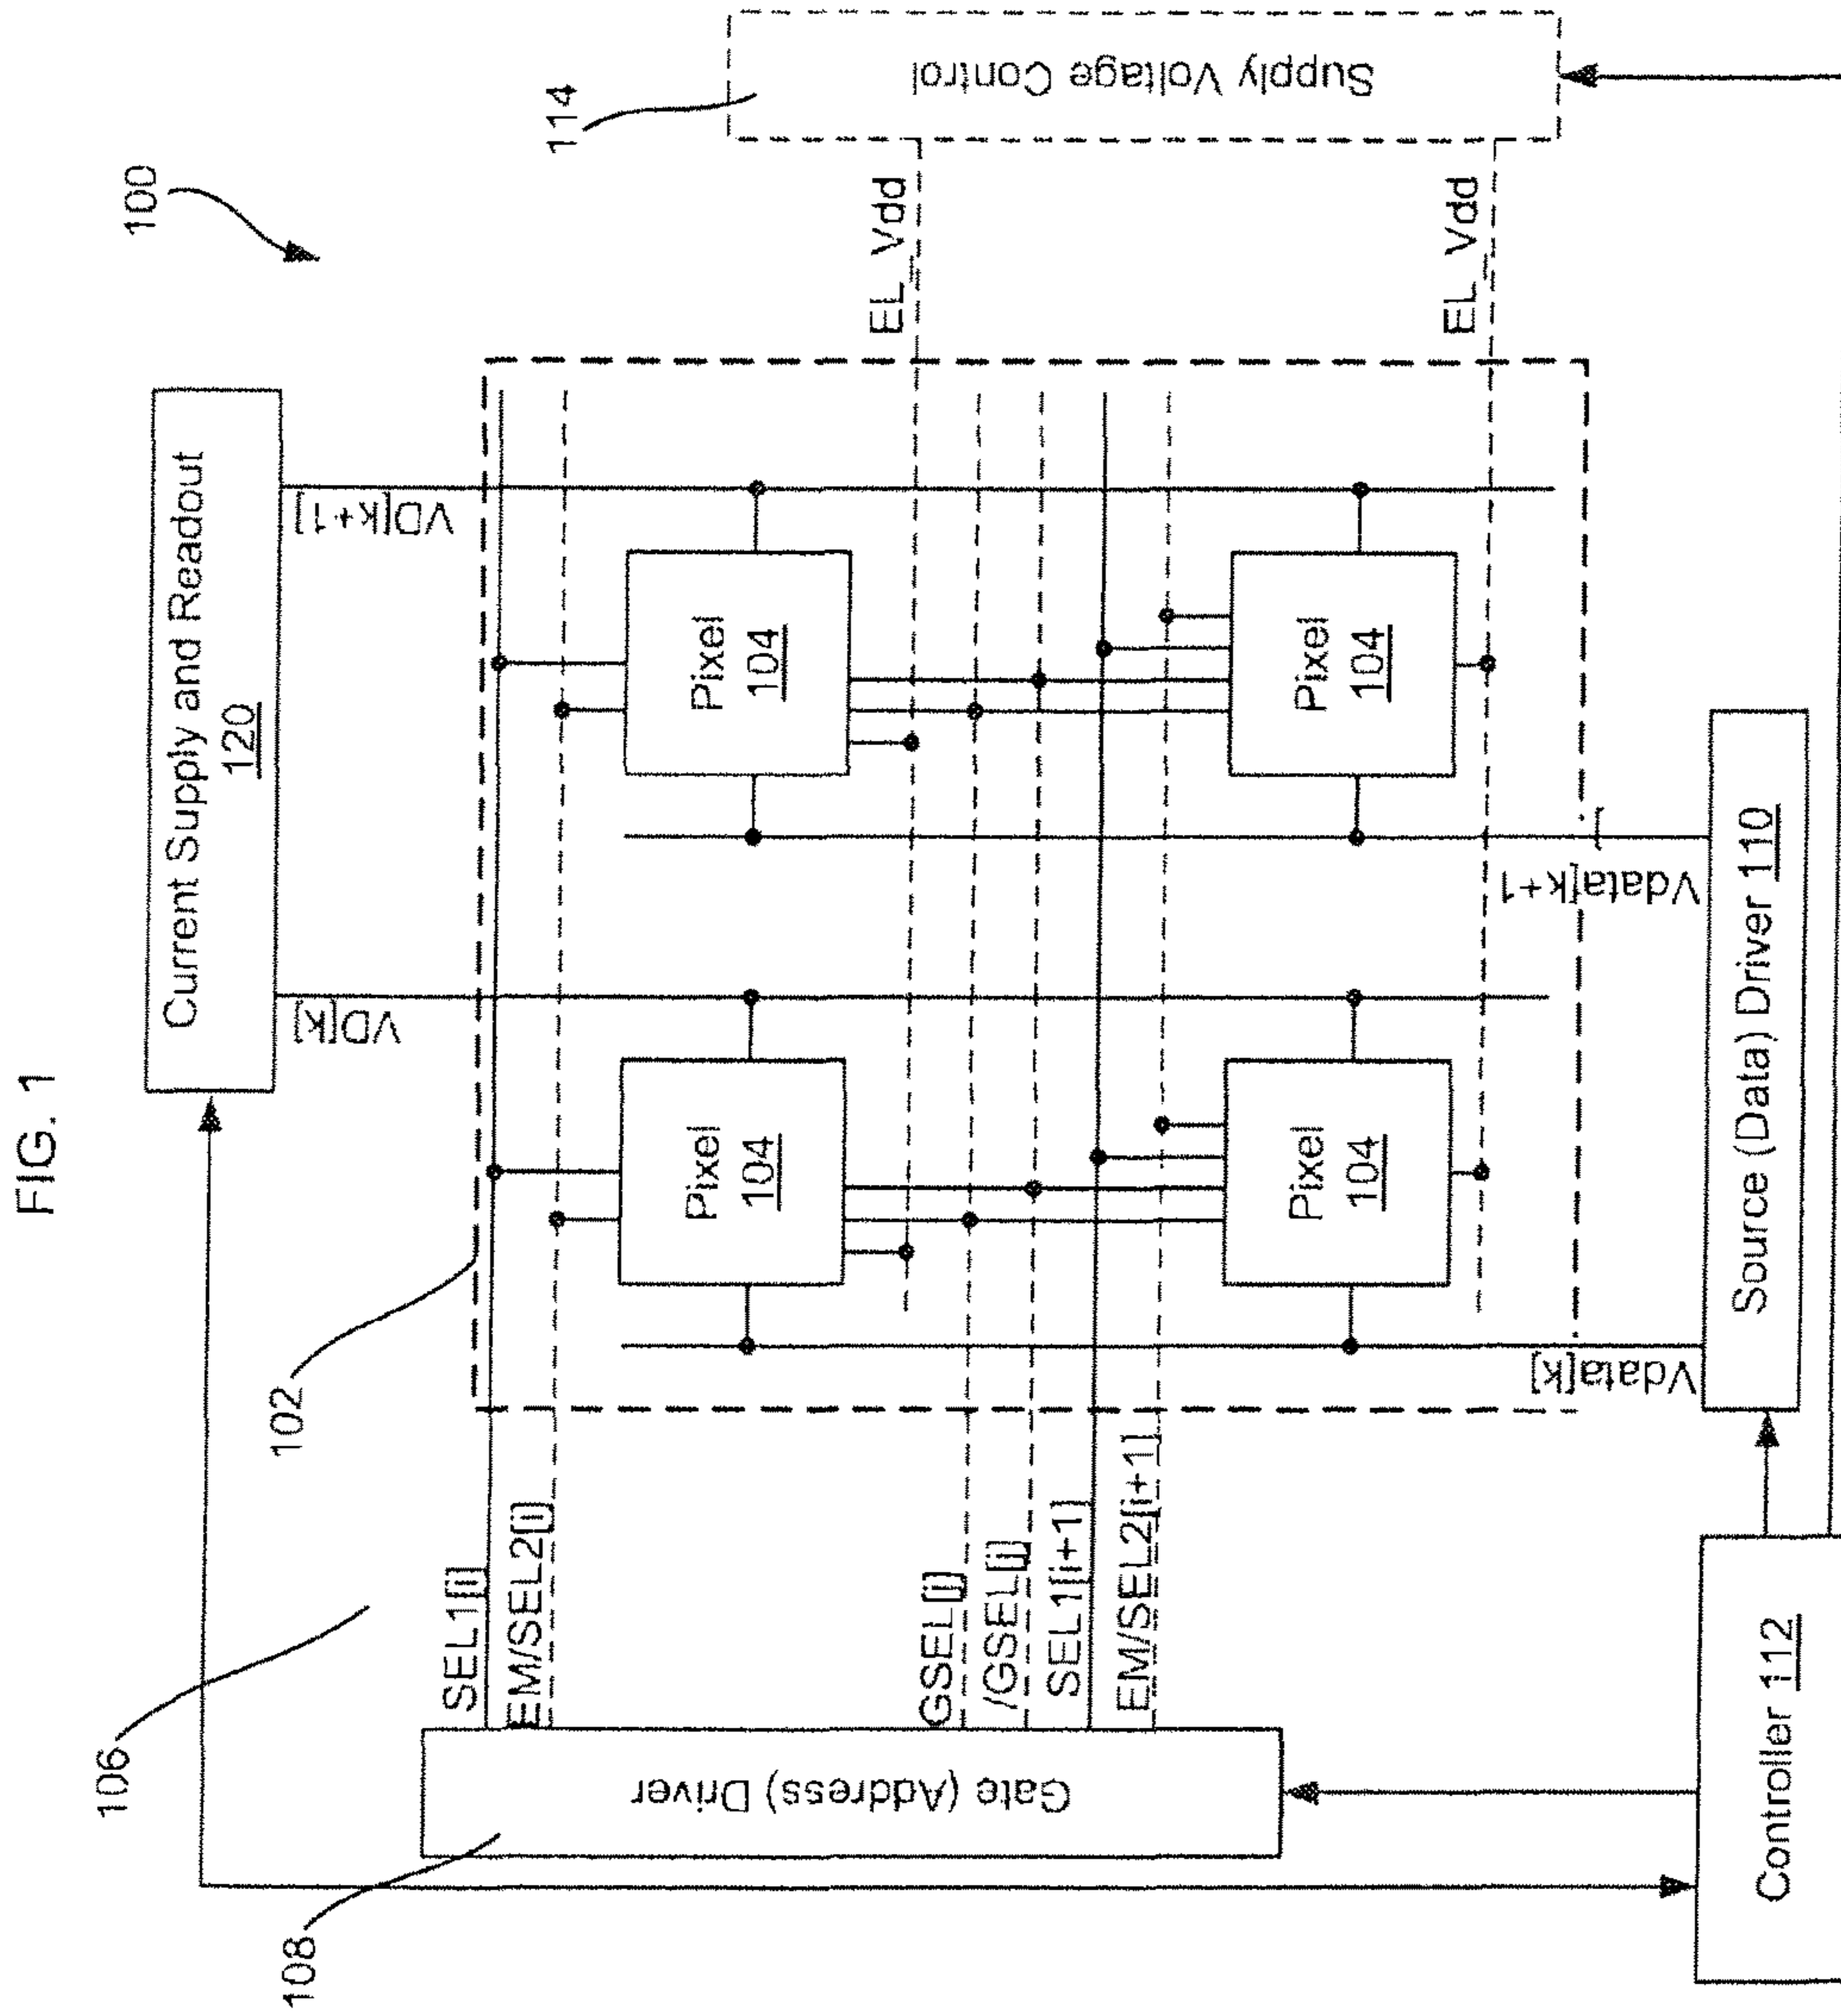 FIG. 1
100
Current Supply and Readout
120
VD[k]
VD[k+1]
102
106
108
114
SEL1[i]
EM/SEL2[i]
GSEL[j]
/GSEL[j]
SEL1[i+1]
EM/SEL2[i+1]
Gate (Address) Driver
Pixel
104
Pixel
104
Pixel
104
Pixel
104
EL_Vdd
EL_Vdd
Supply Voltage Control
Vdata[k]
Vdata[k+1]
Source (Data) Driver 110
Controller 112